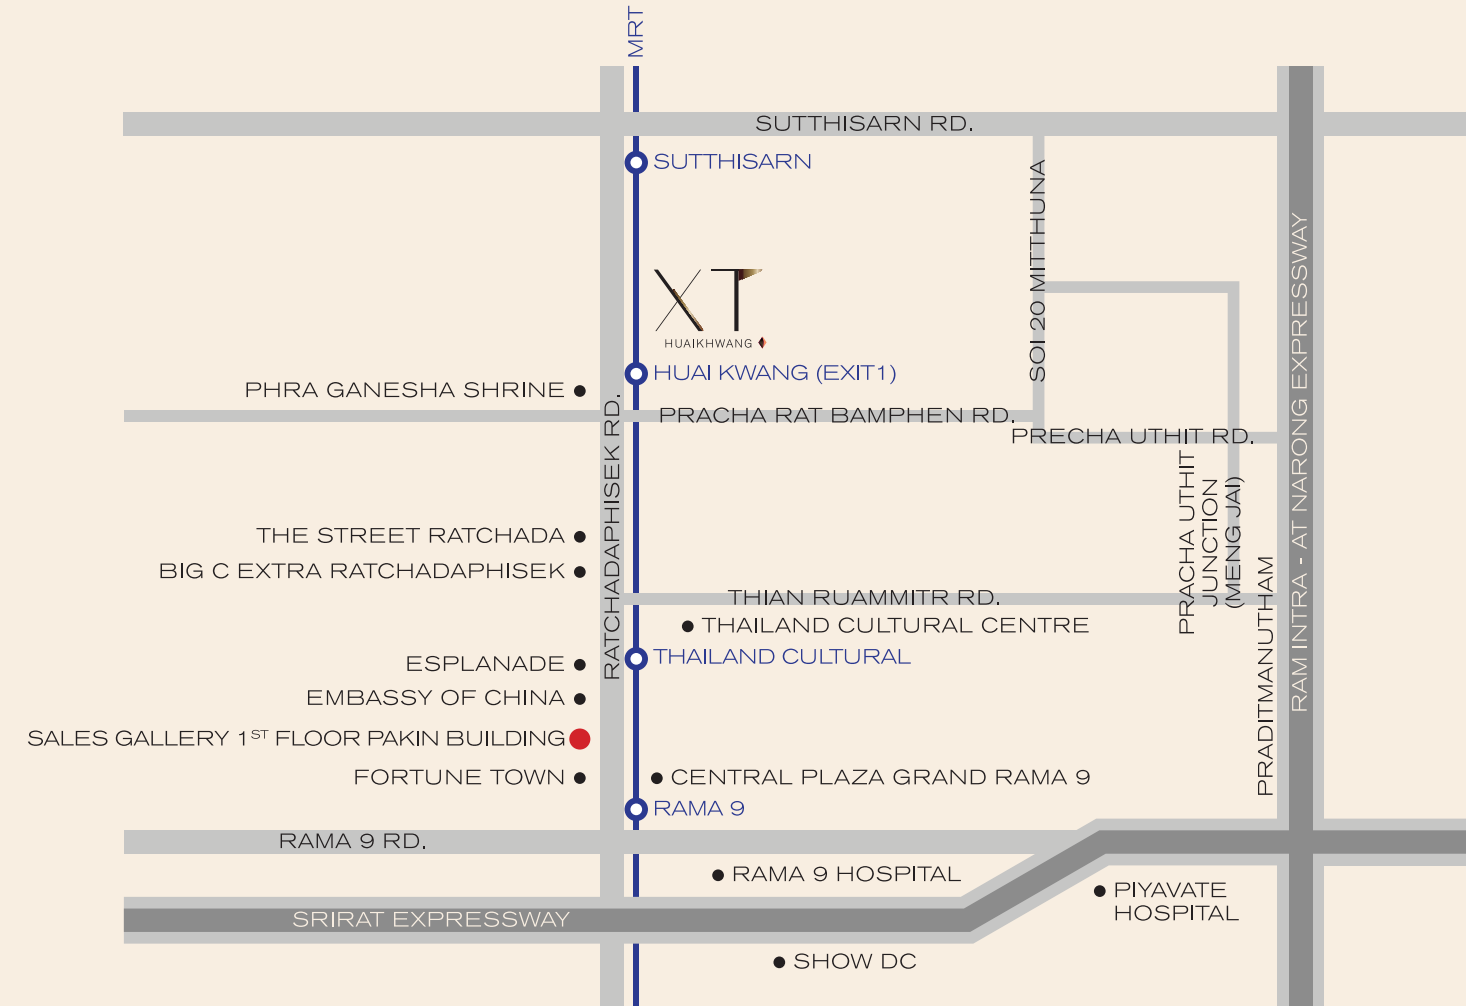 MRT
SUTTHISARN RD.
SUTTHISARN
SOI 20 MITTHUNA
RAM INTRA - AT NARONG EXPRESSWAY
XT
HUAIKHWANG
HUAI KWANG (EXIT1)
PHRA GANESHA SHRINE
RATCHADAPHISEK RD.
PRACHA RAT BAMPHEN RD.
PRECHA UTHIT RD.
PRACHA UTHIT
JUNCTION
(MENG JAI)
THE STREET RATCHADA
BIG C EXTRA RATCHADAPHISEK
THIAN RUAMMITR RD.
THAILAND CULTURAL CENTRE
THAILAND CULTURAL
PRADITMANUTHAM
ESPLANADE
EMBASSY OF CHINA
SALES GALLERY 1ST FLOOR PAKIN BUILDING
FORTUNE TOWN
CENTRAL PLAZA GRAND RAMA 9
RAMA 9
RAMA 9 RD.
RAMA 9 HOSPITAL
PIYAVATE
HOSPITAL
SRIRAT EXPRESSWAY
SHOW DC